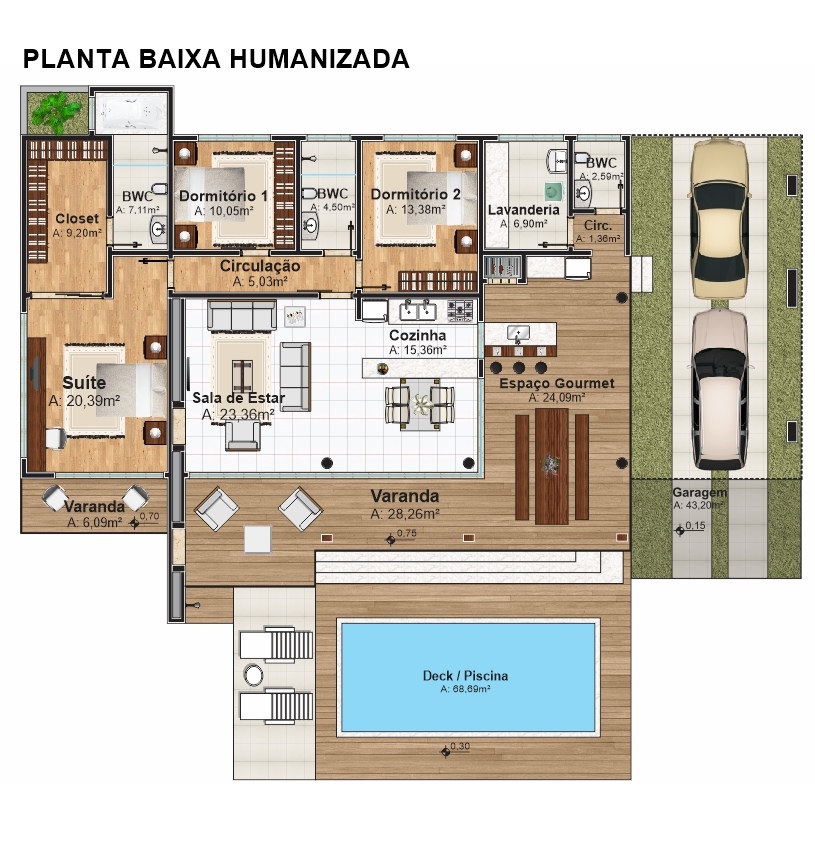 PLANTA BAIXA HUMANIZADA
Closet
A: 9,20m²
BWC
A: 7,11m²
Dormitório 1
A: 10,05m²
BWC
A: 4,50m²
Dormitório 2
A: 13,38m²
Lavanderia
A: 6,90m²
BWC
A: 2,59m²
Circ.
A: 1,36m²
Circulação
A: 5,03m²
Suíte
A: 20,39m²
Sala de Estar
A: 23,36m²
Cozinha
A: 15,36m²
Espaço Gourmet
A: 24,09m²
Varanda
A: 6,09m²
0,70
Varanda
A: 28,26m²
0,75
Garagem
A: 43,20m²
0,15
Deck / Piscina
A: 68,69m²
0,30